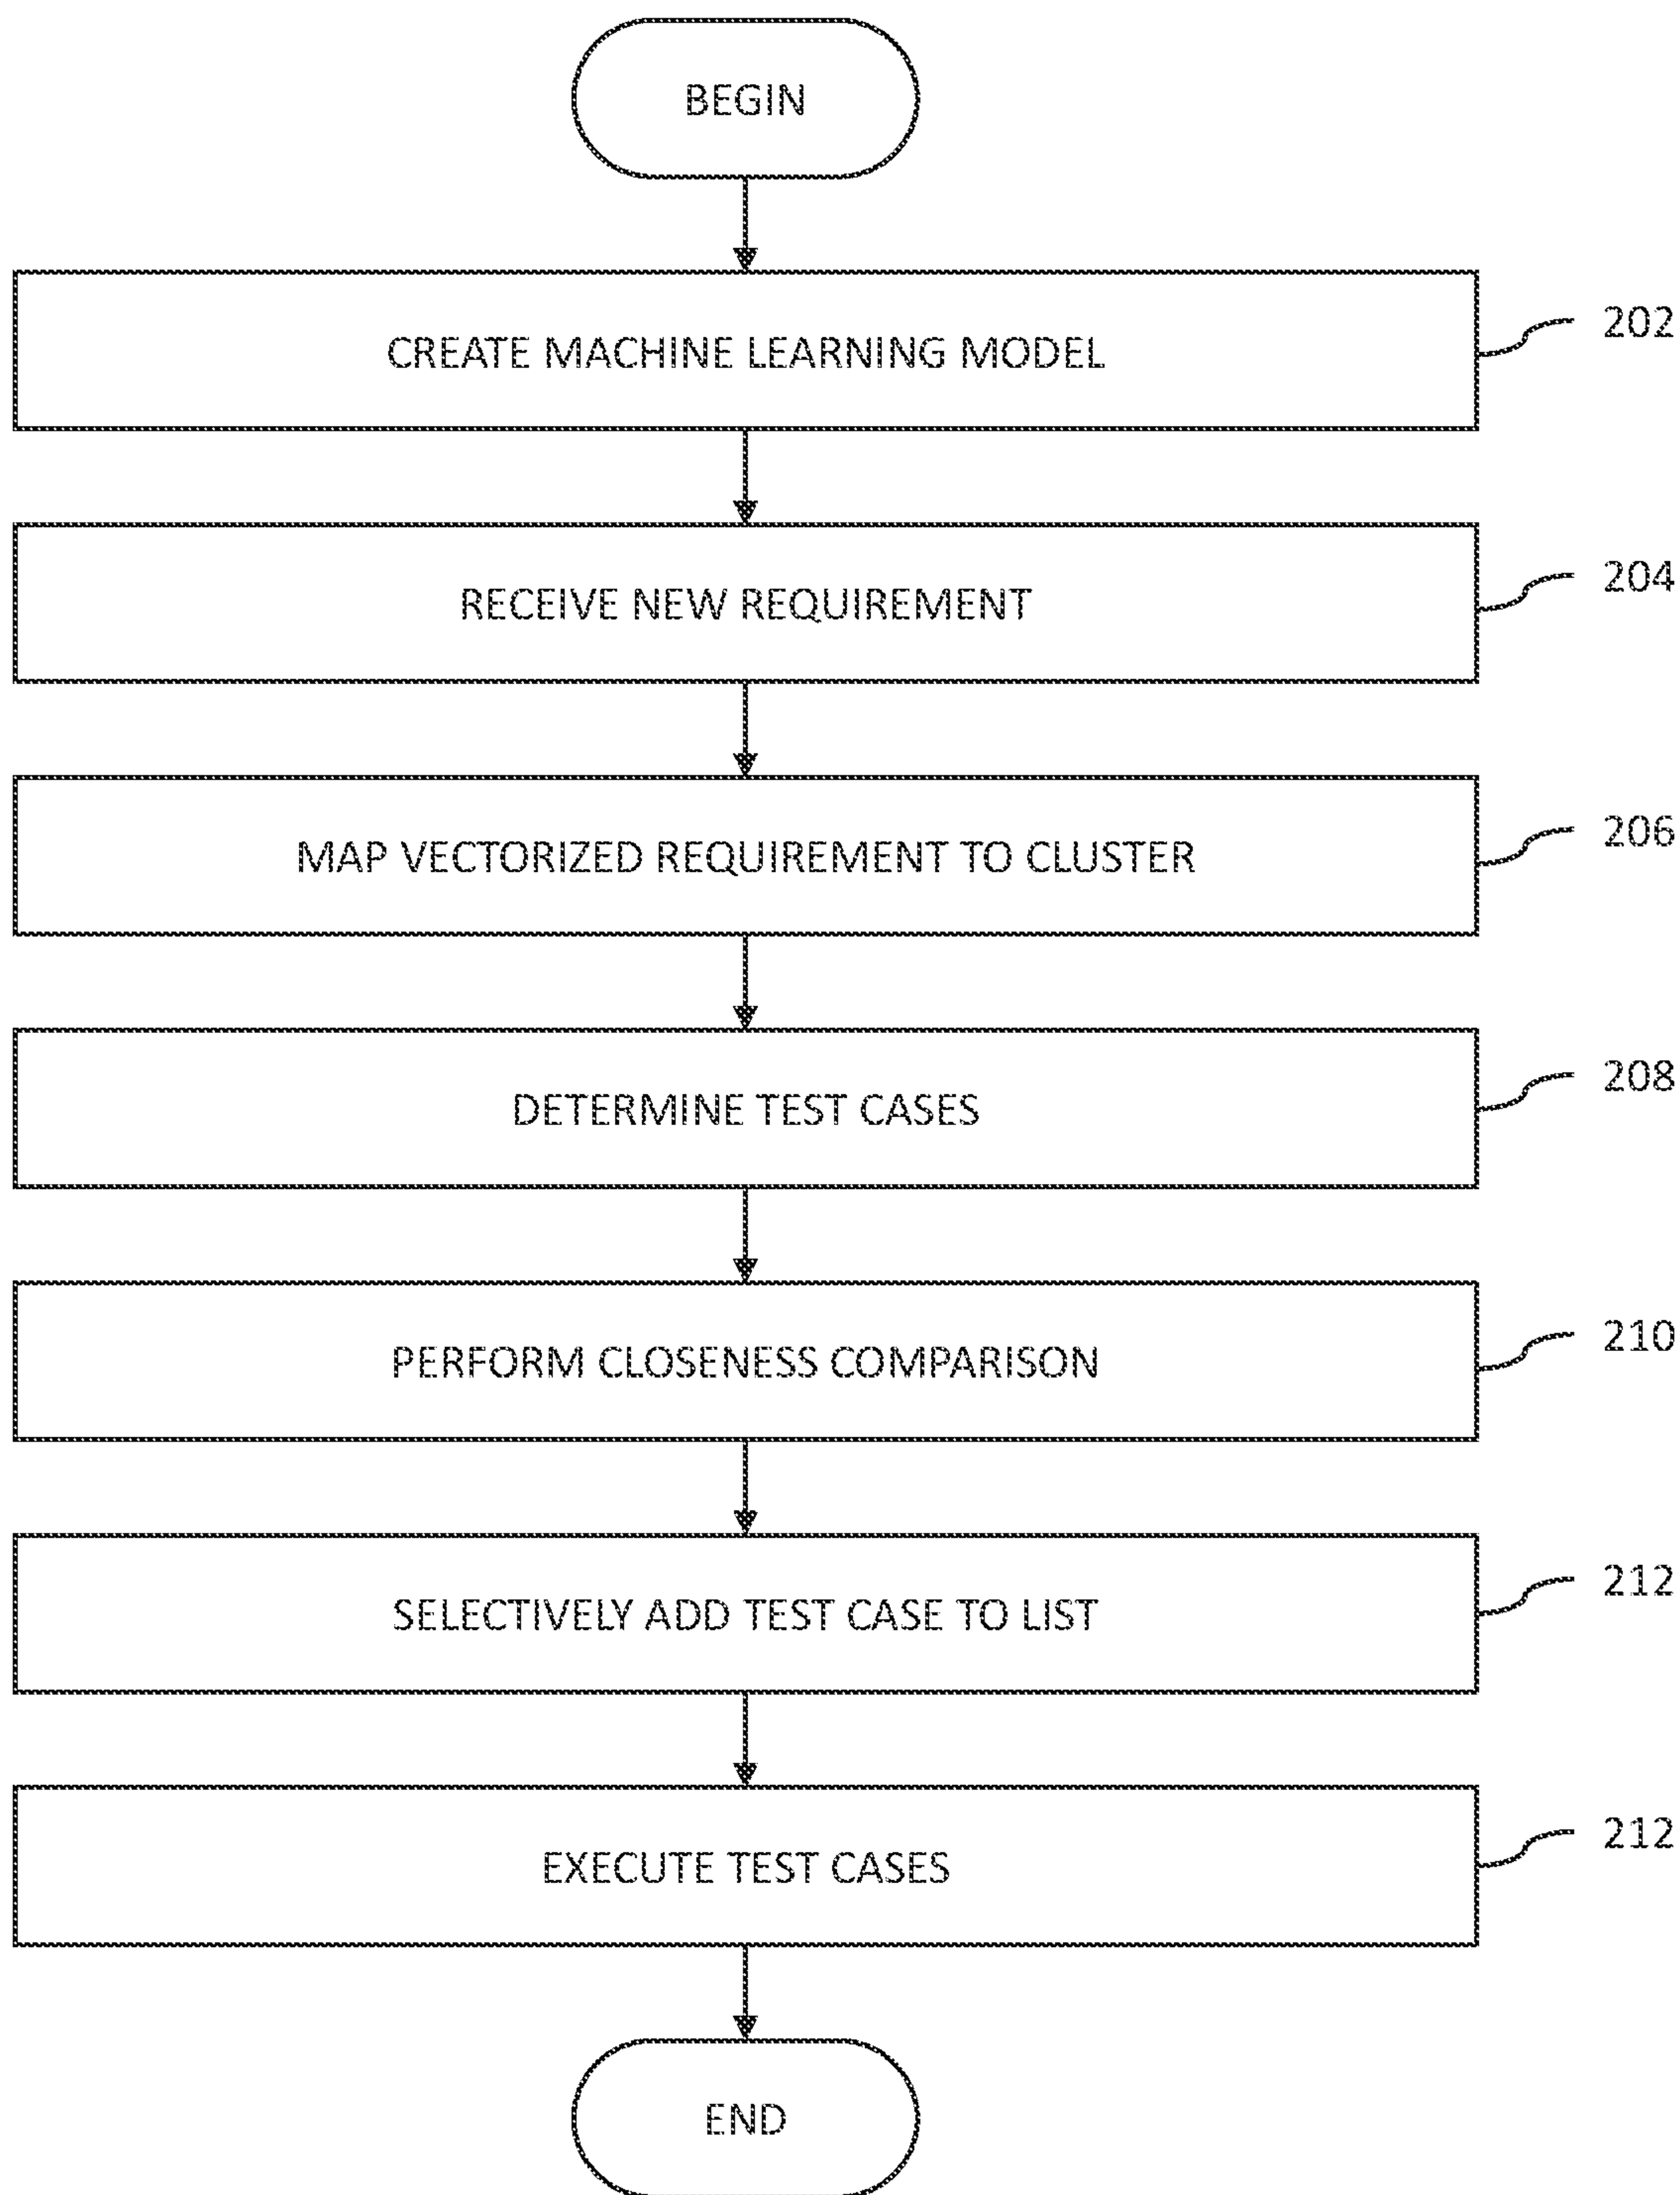 BEGIN
CREATE MACHINE LEARNING MODEL
202
RECEIVE NEW REQUIREMENT
204
MAP VECTORIZED REQUIREMENT TO CLUSTER
206
DETERMINE TEST CASES
208
PERFORM CLOSENESS COMPARISON
210
SELECTIVELY ADD TEST CASE TO LIST
212
EXECUTE TEST CASES
212
END